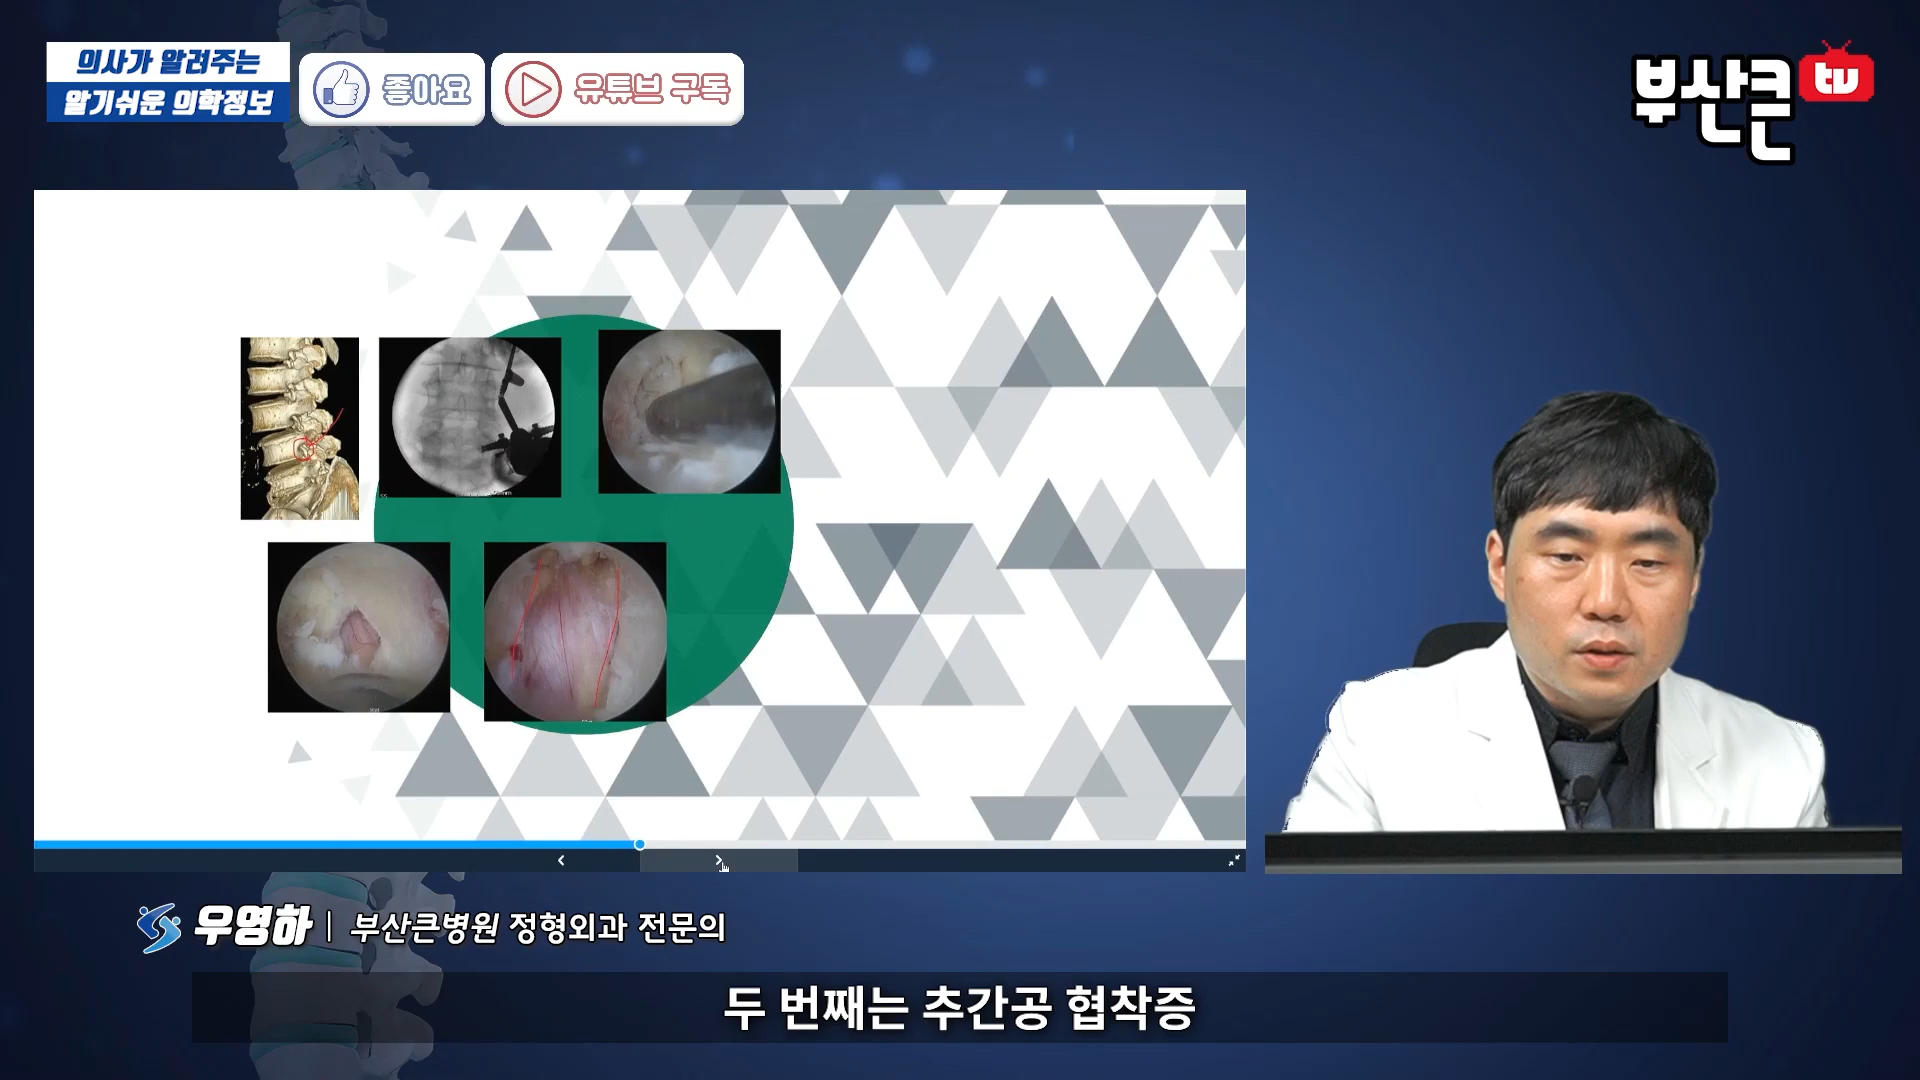 의사가 알려주는
알기쉬운 의학정보
좋아요
유튜브 구독
부산큰
tv
우영하 | 부산큰병원 정형외과 전문의
두 번째는 추간공 협착증